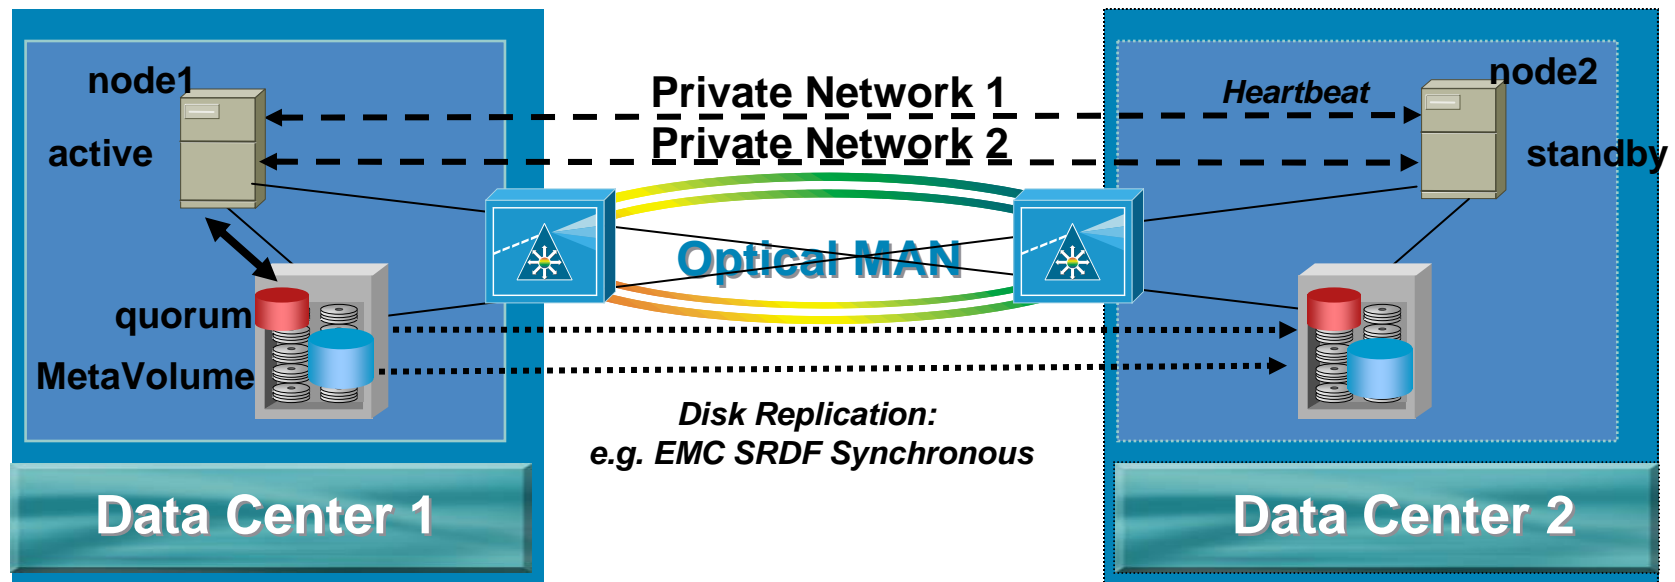 node1
Private Network 1
Heartbeat
node2
active
Private Network 2
standby
Optical MAN
quorum
MetaVolume
Disk Replication:
e.g. EMC SRDF Synchronous
Data Center 1
Data Center 2